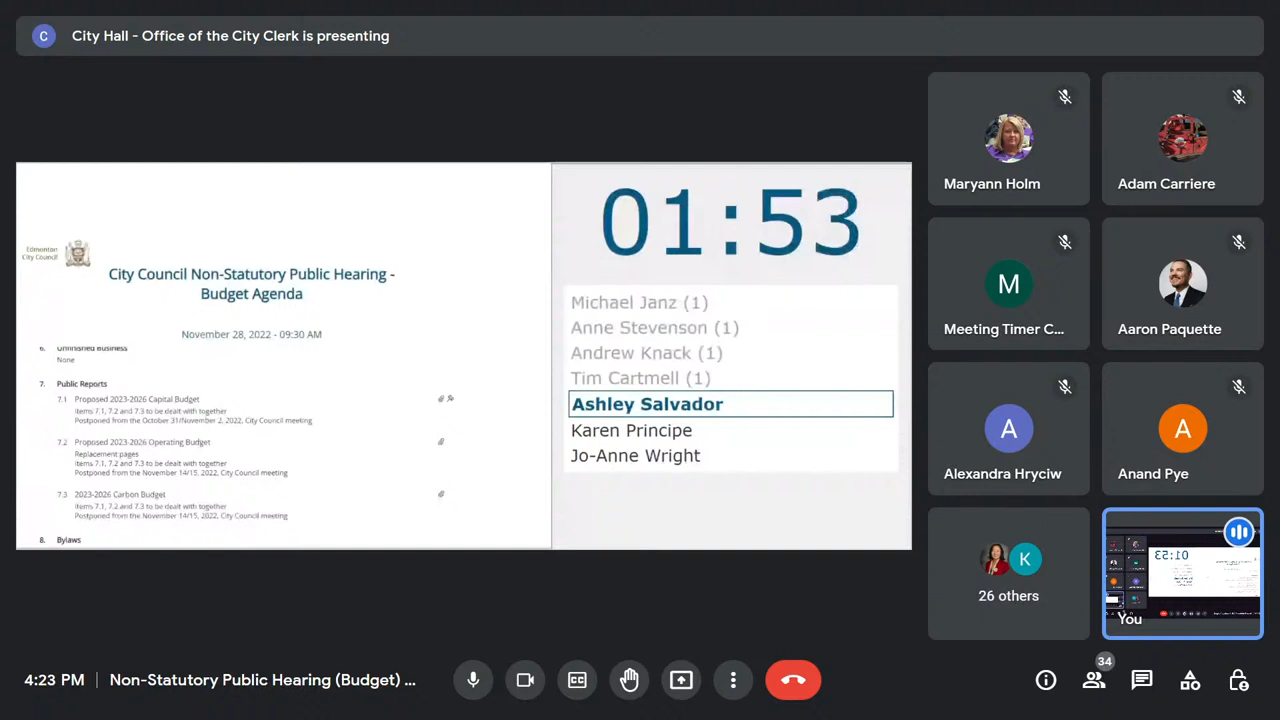 C
City Hall - Office of the City Clerk is presenting
Edmonton
City Council
City Council Non-Statutory Public Hearing -
Budget Agenda
November 28, 2022 - 09:30 AM
6. Unfinished Business
None
7. Public Reports
7.1 Proposed 2023-2026 Capital Budget
Items 7.1, 7.2 and 7.3 to be dealt with together
Postponed from the October 31/November 2, 2022, City Council meeting
7.2 Proposed 2023-2026 Operating Budget
Replacement pages
Items 7.1, 7.2 and 7.3 to be dealt with together
Postponed from the November 14/15, 2022, City Council meeting
7.3 2023-2026 Carbon Budget
Items 7.1, 7.2 and 7.3 to be dealt with together
Postponed from the November 14/15, 2022, City Council meeting
8. Bylaws
01:53
Michael Janz (1)
Anne Stevenson (1)
Andrew Knack (1)
Tim Cartmell (1)
Ashley Salvador
Karen Principe
Jo-Anne Wright
Maryann Holm
Adam Carriere
M
Meeting Timer C...
Aaron Paquette
A
Alexandra Hryciw
A
Anand Pye
K
26 others
01:53
You
4:23 PM | Non-Statutory Public Hearing (Budget) ...
34